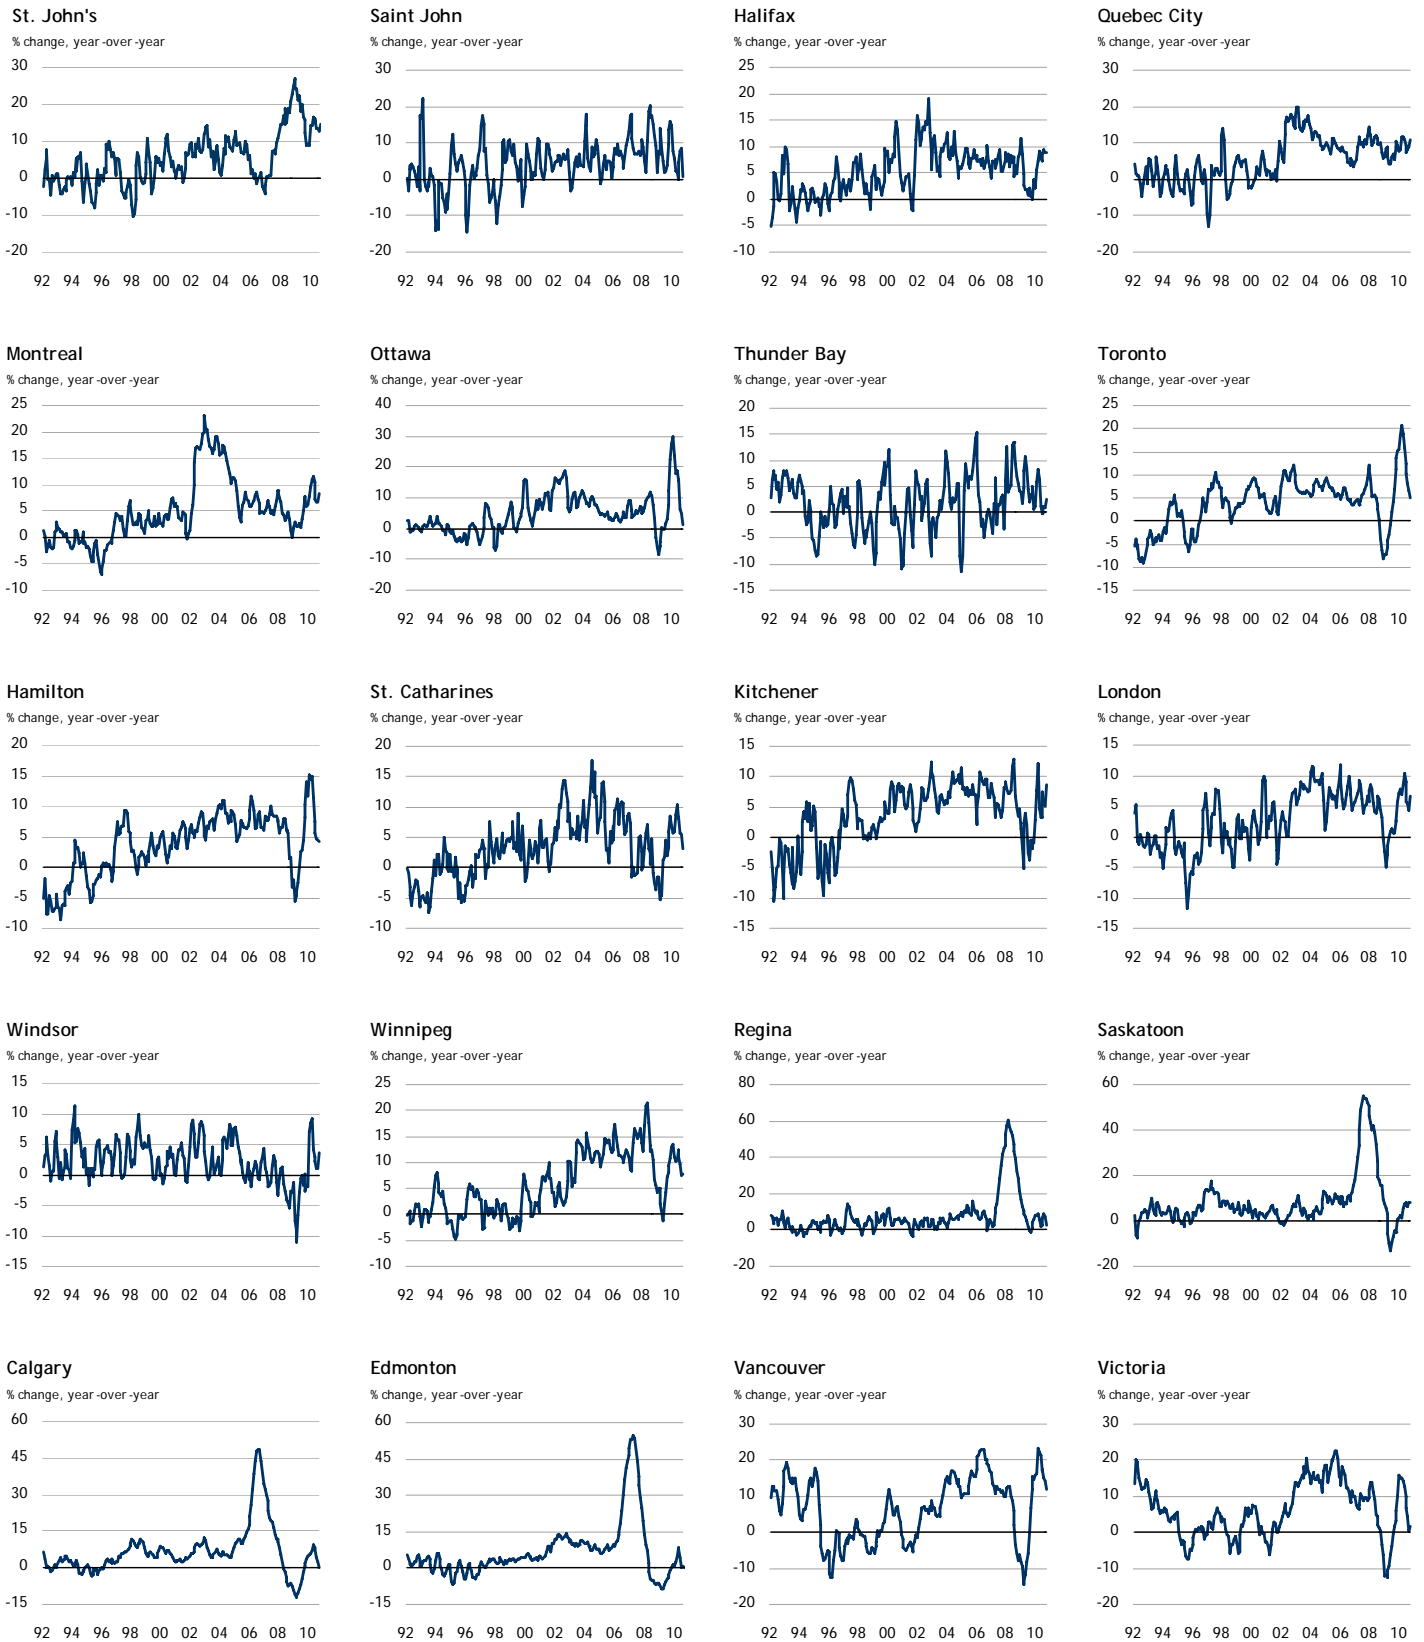 St. John's
% change, year-over-year
30
20
10
0
-10
-20
92 94 96 98 00 02 04 06 08 10
Saint John
% change, year-over-year
30
20
10
0
-10
-20
92 94 96 98 00 02 04 06 08 10
Halifax
% change, year-over-year
25
20
15
10
5
0
-5
-10
92 94 96 98 00 02 04 06 08 10
Quebec City
% change, year-over-year
30
20
10
0
-10
-20
92 94 96 98 00 02 04 06 08 10
Montreal
% change, year-over-year
25
20
15
10
5
0
-5
-10
92 94 96 98 00 02 04 06 08 10
Ottawa
% change, year-over-year
40
30
20
10
0
-10
-20
92 94 96 98 00 02 04 06 08 10
Thunder Bay
% change, year-over-year
20
15
10
5
0
-5
-10
-15
92 94 96 98 00 02 04 06 08 10
Toronto
% change, year-over-year
25
20
15
10
5
0
-5
-10
-15
92 94 96 98 00 02 04 06 08 10
Hamilton
% change, year-over-year
20
15
10
5
0
-5
-10
92 94 96 98 00 02 04 06 08 10
St. Catharines
% change, year-over-year
20
15
10
5
0
-5
-10
92 94 96 98 00 02 04 06 08 10
Kitchener
% change, year-over-year
15
10
5
0
-5
-10
-15
92 94 96 98 00 02 04 06 08 10
London
% change, year-over-year
15
10
5
0
-5
-10
-15
92 94 96 98 00 02 04 06 08 10
Windsor
% change, year-over-year
15
10
5
0
-5
-10
-15
92 94 96 98 00 02 04 06 08 10
Winnipeg
% change, year-over-year
25
20
15
10
5
0
-5
-10
92 94 96 98 00 02 04 06 08 10
Regina
% change, year-over-year
80
60
40
20
0
-20
92 94 96 98 00 02 04 06 08 10
Saskatoon
% change, year-over-year
60
40
20
0
-20
92 94 96 98 00 02 04 06 08 10
Calgary
% change, year-over-year
60
45
30
15
0
-15
92 94 96 98 00 02 04 06 08 10
Edmonton
% change, year-over-year
60
45
30
15
0
-15
92 94 96 98 00 02 04 06 08 10
Vancouver
% change, year-over-year
30
20
10
0
-10
-20
92 94 96 98 00 02 04 06 08 10
Victoria
% change, year-over-year
30
20
10
0
-10
-20
92 94 96 98 00 02 04 06 08 10